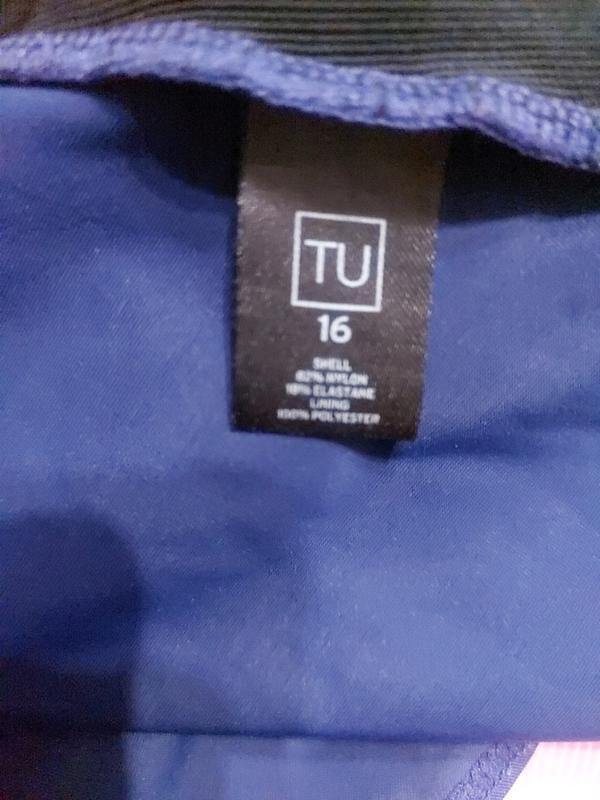 TU
16
SHELL
82% NYLON
18% ELASTANE
LINING
100% POLYESTER